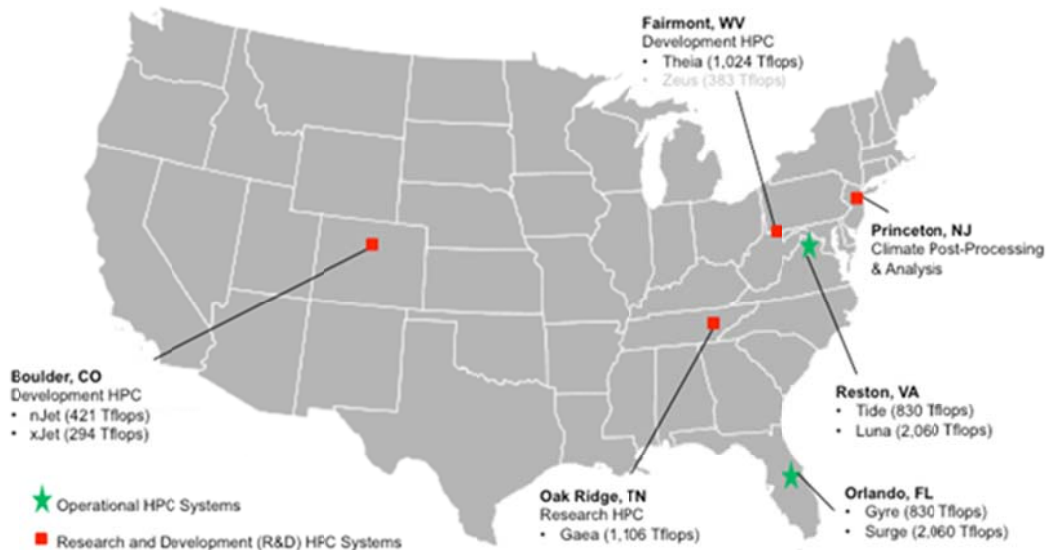 Fairmont, WV
Development HPC
• Theia (1,024 Tflops)
• Zeus (383 Tflops)
Princeton, NJ
Climate Post-Processing
& Analysis
Boulder, CO
Development HPC
• nJet (421 Tflops)
• xJet (294 Tflops)
Reston, VA
• Tide (830 Tflops)
• Luna (2,060 Tflops)
Oak Ridge, TN
Research HPC
• Gaea (1,106 Tflops)
Orlando, FL
• Gyre (830 Tflops)
• Surge (2,060 Tflops)
Operational HPC Systems
Research and Development (R&D) HPC Systems